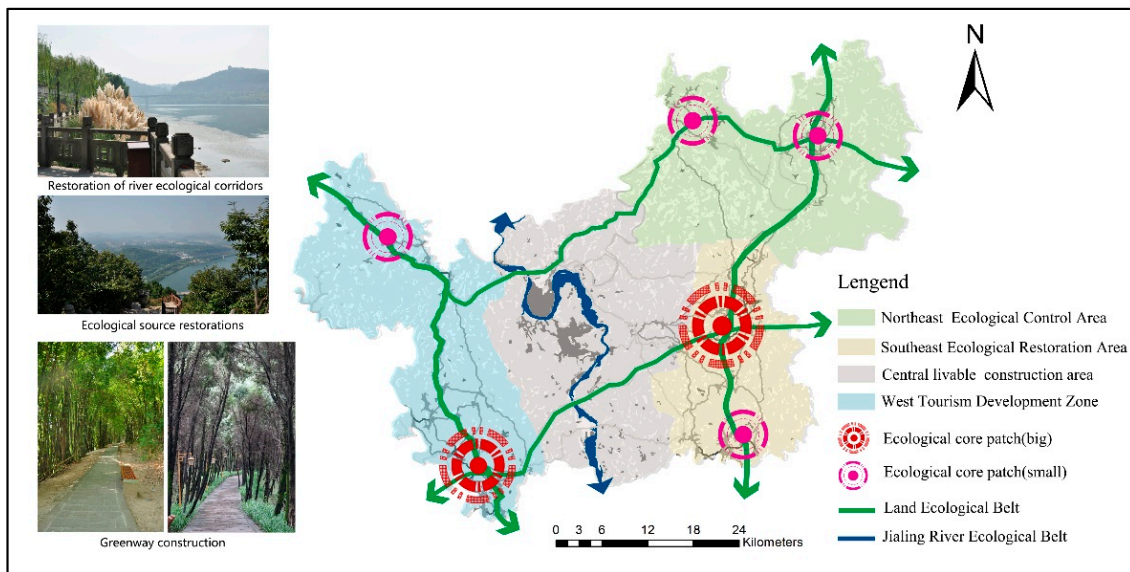 Restoration of river ecological corridors
Ecological source restorations
Greenway construction
N
Lengend
Northeast Ecological Control Area
Southeast Ecological Restoration Area
Central livable construction area
West Tourism Development Zone
Ecological core patch(big)
Ecological core patch(small)
Land Ecological Belt
Jialing River Ecological Belt
0 3 6 12 18 24
Kilometers